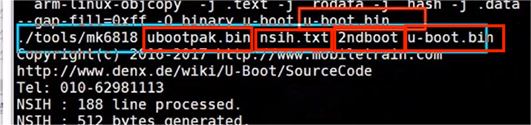 arm-linux-objcopy -j .text -j .rodata -j .hash -j .data
--gap-fill=0xff -O binary u-boot u-boot.bin
./tools/mk6818 ubootpak.bin nsih.txt 2ndboot u-boot.bin
Copyright(c) 2016-2017 http://www.mobiletrain.com
http://www.denx.de/wiki/U-Boot/SourceCode
Tel: 010-62981113
NSIH : 188 line processed.
NSIH : 512 bytes generated.